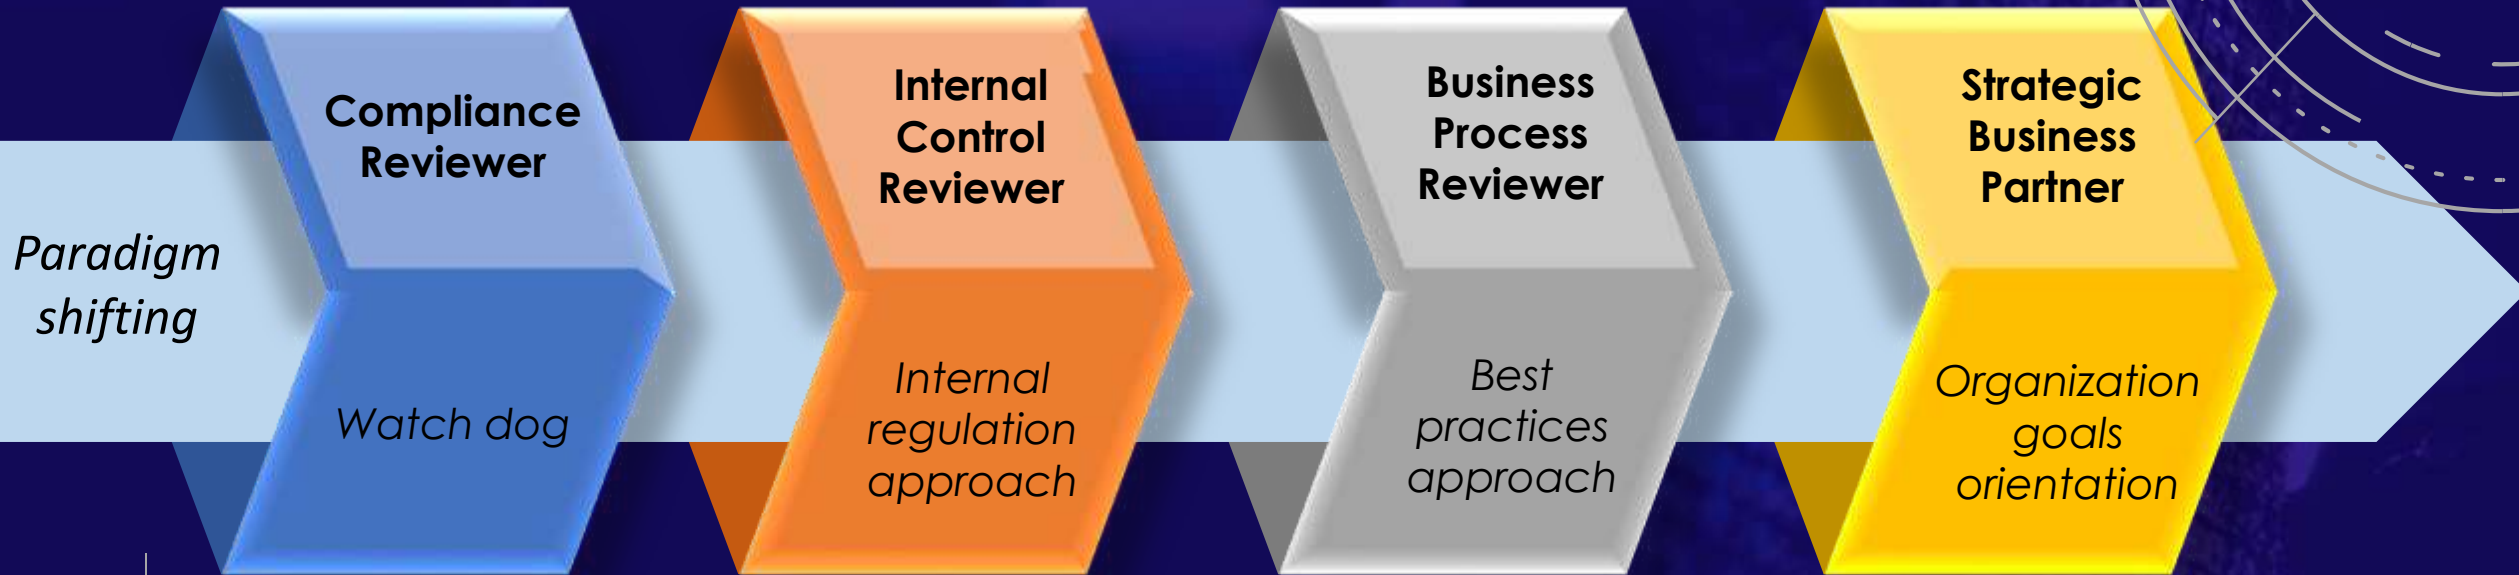 Paradigm
shifting
Compliance
Reviewer
Watch dog
Internal
Control
Reviewer
Internal
regulation
approach
Business
Process
Reviewer
Best
practices
approach
Strategic
Business
Partner
Organization
goals
orientation